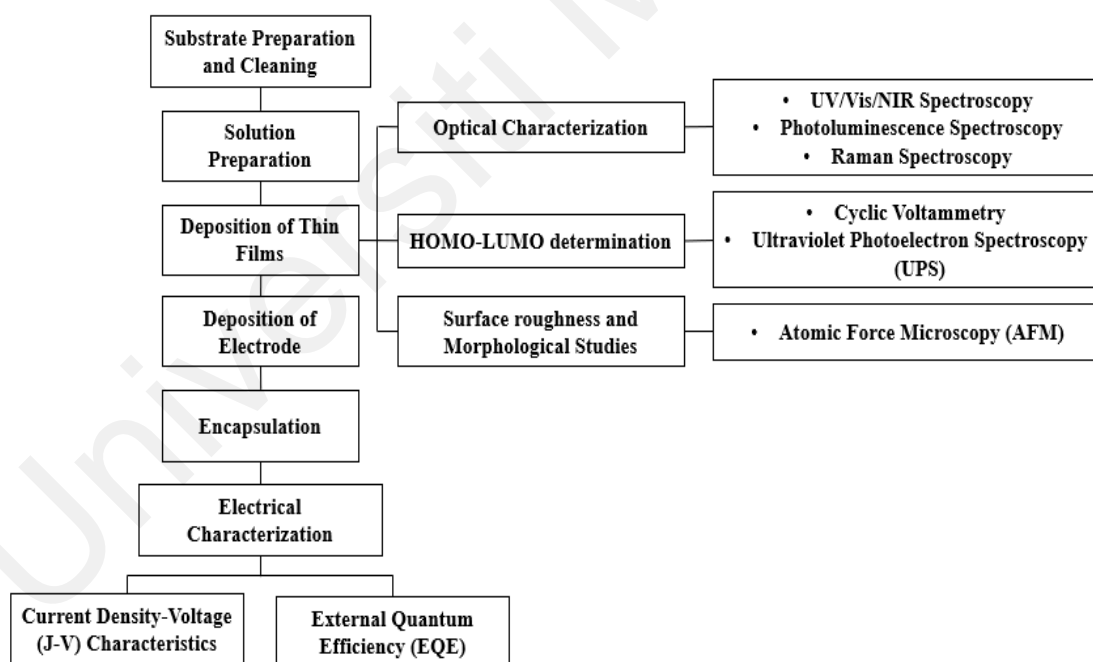 Substrate Preparation
and Cleaning
Solution
Preparation
Optical Characterization
• UV/Vis/NIR Spectroscopy
• Photoluminescence Spectroscopy
• Raman Spectroscopy
Deposition of Thin
Films
HOMO-LUMO determination
• Cyclic Voltammetry
• Ultraviolet Photoelectron Spectroscopy
(UPS)
Deposition of
Electrode
Surface roughness and
Morphological Studies
• Atomic Force Microscopy (AFM)
Encapsulation
Electrical
Characterization
Current Density-Voltage
(J-V) Characteristics
External Quantum
Efficiency (EQE)
Universiti